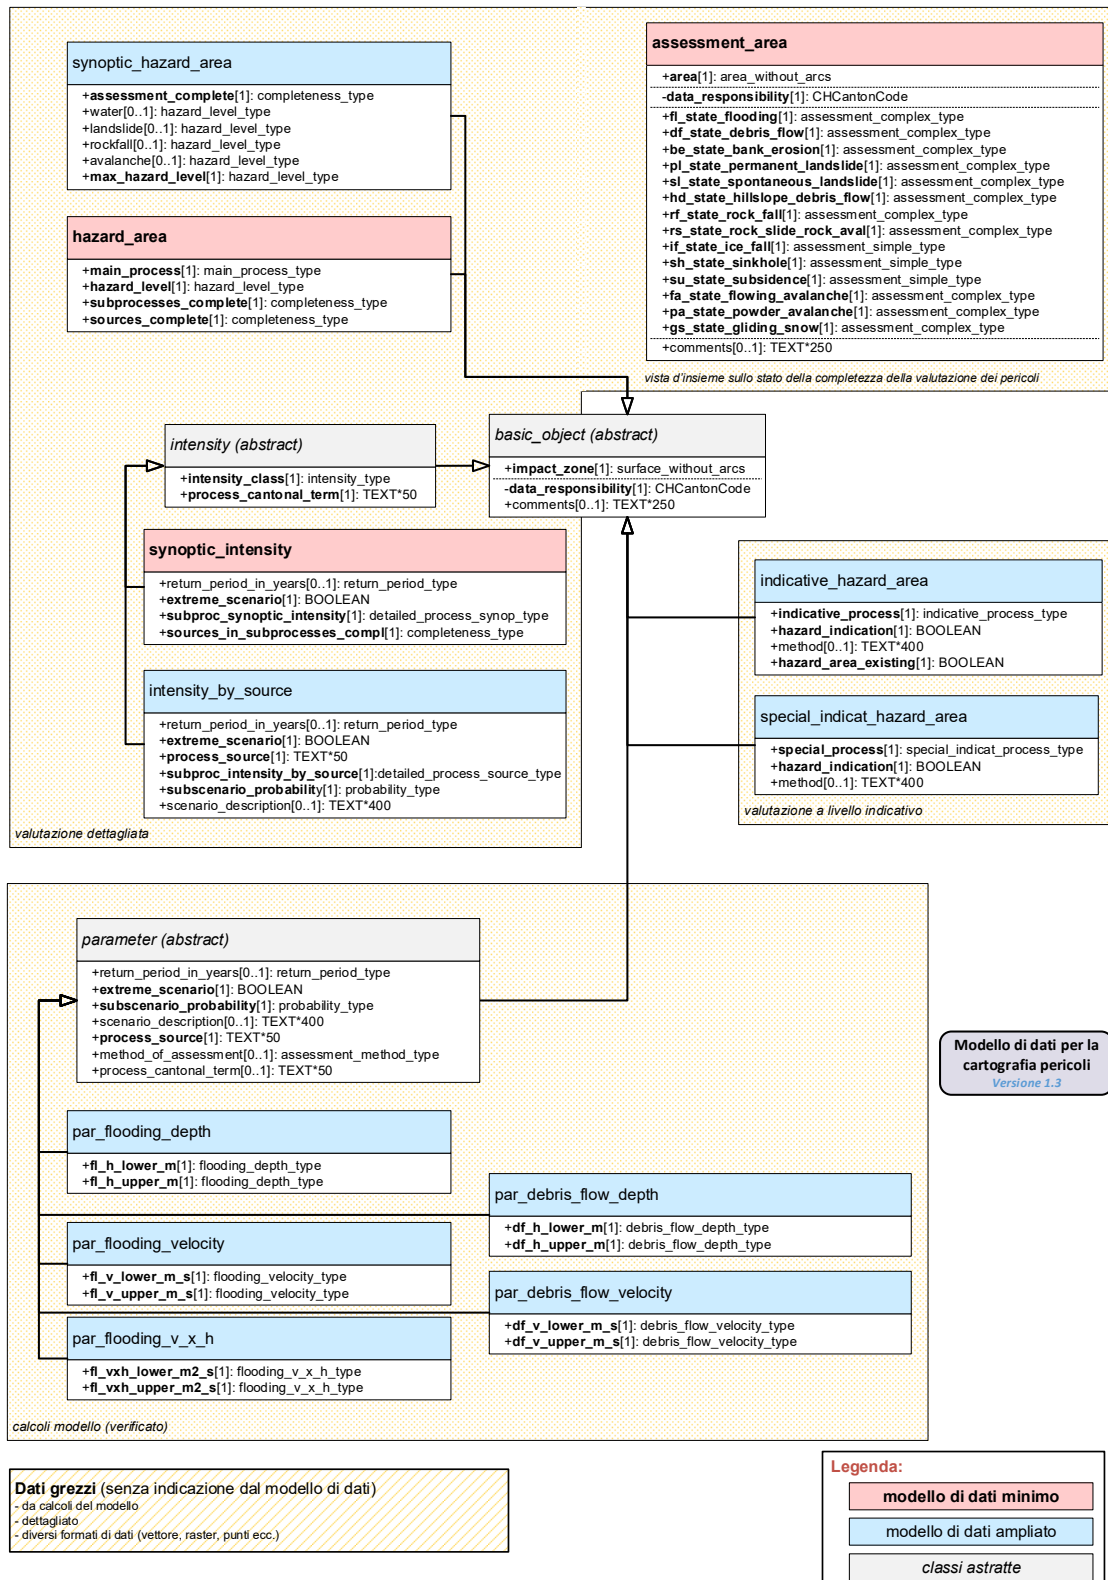 synoptic_hazard_area
+assessment_complete[1]: completeness_type
+water[0..1]: hazard_level_type
+landslide[0..1]: hazard_level_type
+rockfall[0..1]: hazard_level_type
+avalanche[0..1]: hazard_level_type
+max_hazard_level[1]: hazard_level_type
hazard_area
+main_process[1]: main_process_type
+hazard_level[1]: hazard_level_type
+subprocesses_complete[1]: completeness_type
+sources_complete[1]: completeness_type
assessment_area
+area[1]: area_without_arcs
-data_responsibility[1]: CHCantonCode
+fl_state_flooding[1]: assessment_complex_type
+df_state_debris_flow[1]: assessment_complex_type
+be_state_bank_erosion[1]: assessment_complex_type
+pl_state_permanent_landslide[1]: assessment_complex_type
+sl_state_spontaneous_landslide[1]: assessment_complex_type
+hd_state_hillslope_debris_flow[1]: assessment_complex_type
+rf_state_rock_fall[1]: assessment_complex_type
+rs_state_rock_slide_rock_aval[1]: assessment_complex_type
+if_state_ice_fall[1]: assessment_simple_type
+sh_state_sinkhole[1]: assessment_simple_type
+su_state_subsidence[1]: assessment_simple_type
+fa_state_flowing_avalanche[1]: assessment_complex_type
+pa_state_powder_avalanche[1]: assessment_complex_type
+gs_state_gliding_snow[1]: assessment_complex_type
+comments[0..1]: TEXT*250
vista d'insieme sullo stato della completezza della valutazione dei pericoli
intensity (abstract)
+intensity_class[1]: intensity_type
+process_cantonal_term[1]: TEXT*50
basic_object (abstract)
+impact_zone[1]: surface_without_arcs
-data_responsibility[1]: CHCantonCode
+comments[0..1]: TEXT*250
synoptic_intensity
+return_period_in_years[0..1]: return_period_type
+extreme_scenario[1]: BOOLEAN
+subproc_synoptic_intensity[1]: detailed_process_synop_type
+sources_in_subprocesses_compl[1]: completeness_type
intensity_by_source
+return_period_in_years[0..1]: return_period_type
+extreme_scenario[1]: BOOLEAN
+process_source[1]: TEXT*50
+subproc_intensity_by_source[1]:detailed_process_source_type
+subscenario_probability[1]: probability_type
+scenario_description[0..1]: TEXT*400
valutazione dettagliata
indicative_hazard_area
+indicative_process[1]: indicative_process_type
+hazard_indication[1]: BOOLEAN
+method[0..1]: TEXT*400
+hazard_area_existing[1]: BOOLEAN
special_indicat_hazard_area
+special_process[1]: special_indicat_process_type
+hazard_indication[1]: BOOLEAN
+method[0..1]: TEXT*400
valutazione a livello indicativo
parameter (abstract)
+return_period_in_years[0..1]: return_period_type
+extreme_scenario[1]: BOOLEAN
+subscenario_probability[1]: probability_type
+scenario_description[0..1]: TEXT*400
+process_source[1]: TEXT*50
+method_of_assessment[0..1]: assessment_method_type
+process_cantonal_term[0..1]: TEXT*50
Modello di dati per la
cartografia pericoli
Versione 1.3
par_flooding_depth
+fl_h_lower_m[1]: flooding_depth_type
+fl_h_upper_m[1]: flooding_depth_type
par_debris_flow_depth
+df_h_lower_m[1]: debris_flow_depth_type
+df_h_upper_m[1]: debris_flow_depth_type
par_flooding_velocity
+fl_v_lower_m_s[1]: flooding_velocity_type
+fl_v_upper_m_s[1]: flooding_velocity_type
par_debris_flow_velocity
+df_v_lower_m_s[1]: debris_flow_velocity_type
+df_v_upper_m_s[1]: debris_flow_velocity_type
par_flooding_v_x_h
+fl_vxh_lower_m2_s[1]: flooding_v_x_h_type
+fl_vxh_upper_m2_s[1]: flooding_v_x_h_type
calcoli modello (verificato)
Dati grezzi (senza indicazione dal modello di dati)
- da calcoli del modello
- dettagliato
- diversi formati di dati (vettore, raster, punti ecc.)
Legenda:
modello di dati minimo
modello di dati ampliato
classi astratte